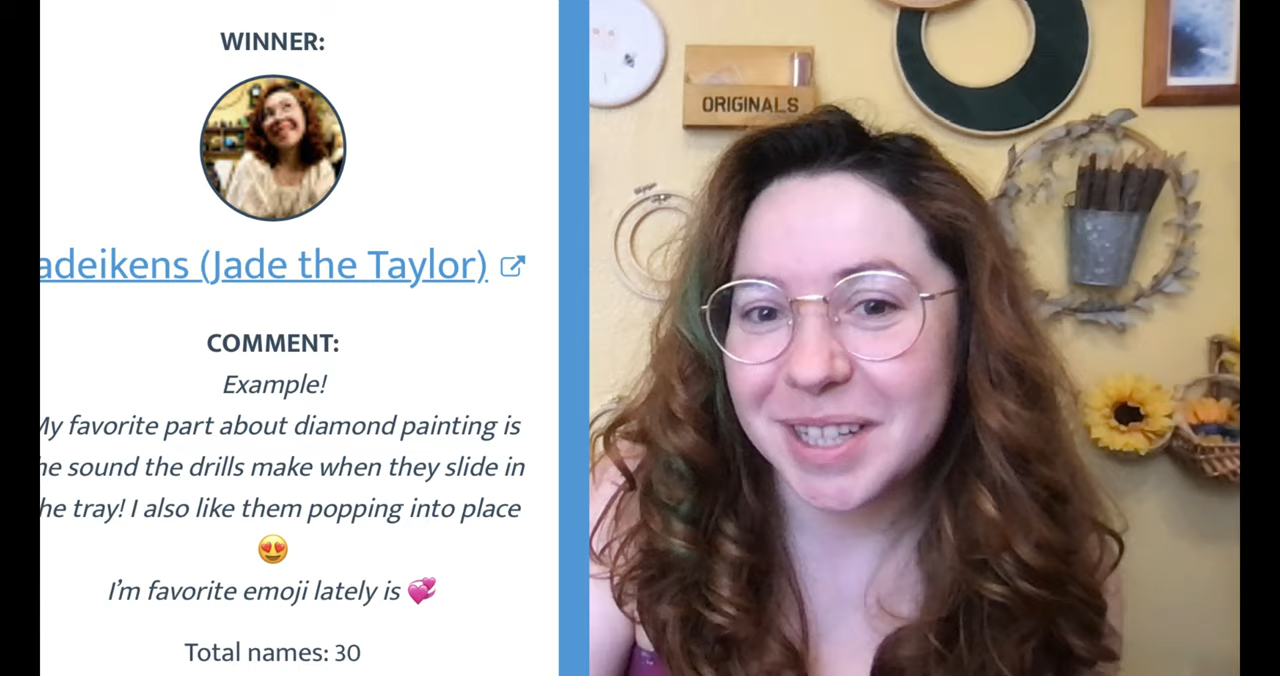 WINNER:
adeikens (Jade the Taylor)
COMMENT:
Example!
My favorite part about diamond painting is
he sound the drills make when they slide in
he tray! I also like them popping into place
😍
I'm favorite emoji lately is 💞
Total names: 30
ORIGINALS